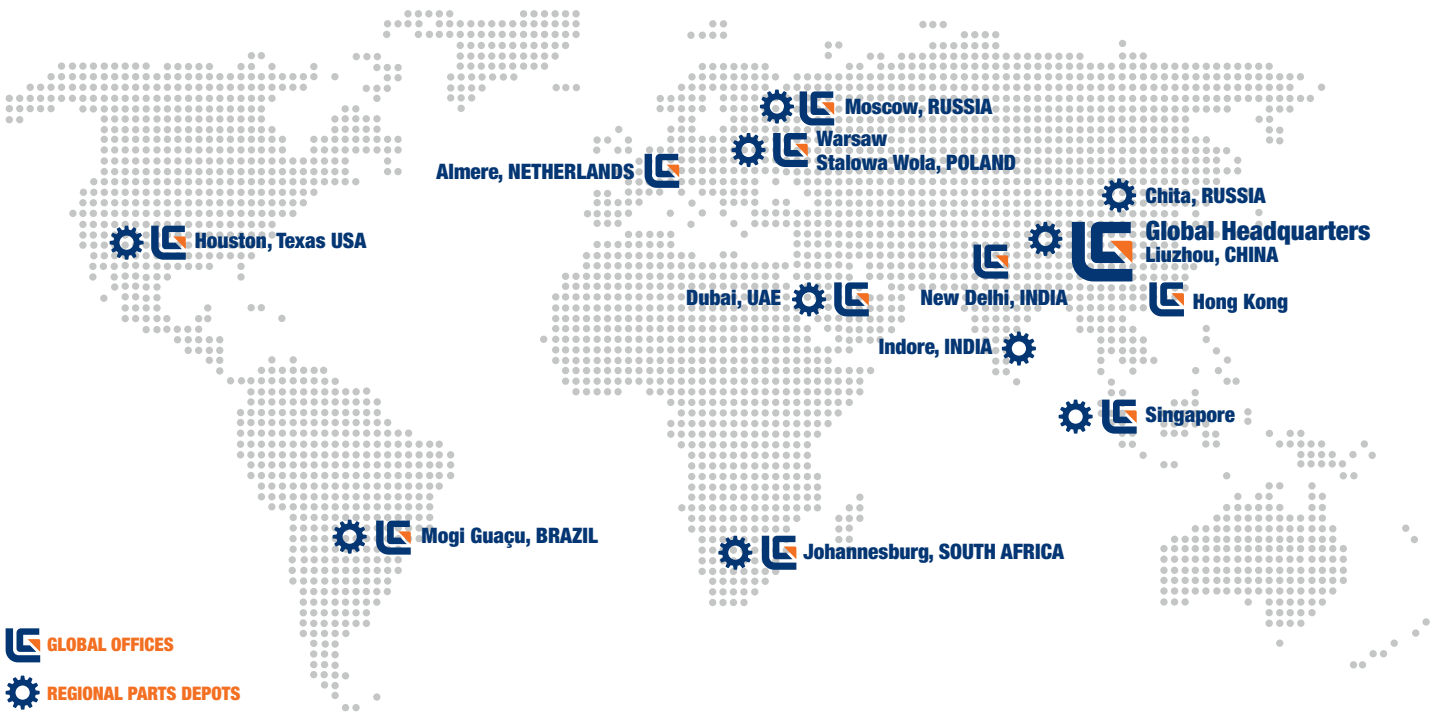 Moscow, RUSSIA
Warsaw
Stalowa Wola, POLAND
Almere, NETHERLANDS
Chita, RUSSIA
Global Headquarters
Liuzhou, CHINA
Houston, Texas USA
Dubai, UAE
New Delhi, INDIA
Hong Kong
Indore, INDIA
Singapore
Mogi Guaçu, BRAZIL
Johannesburg, SOUTH AFRICA
GLOBAL OFFICES
REGIONAL PARTS DEPOTS